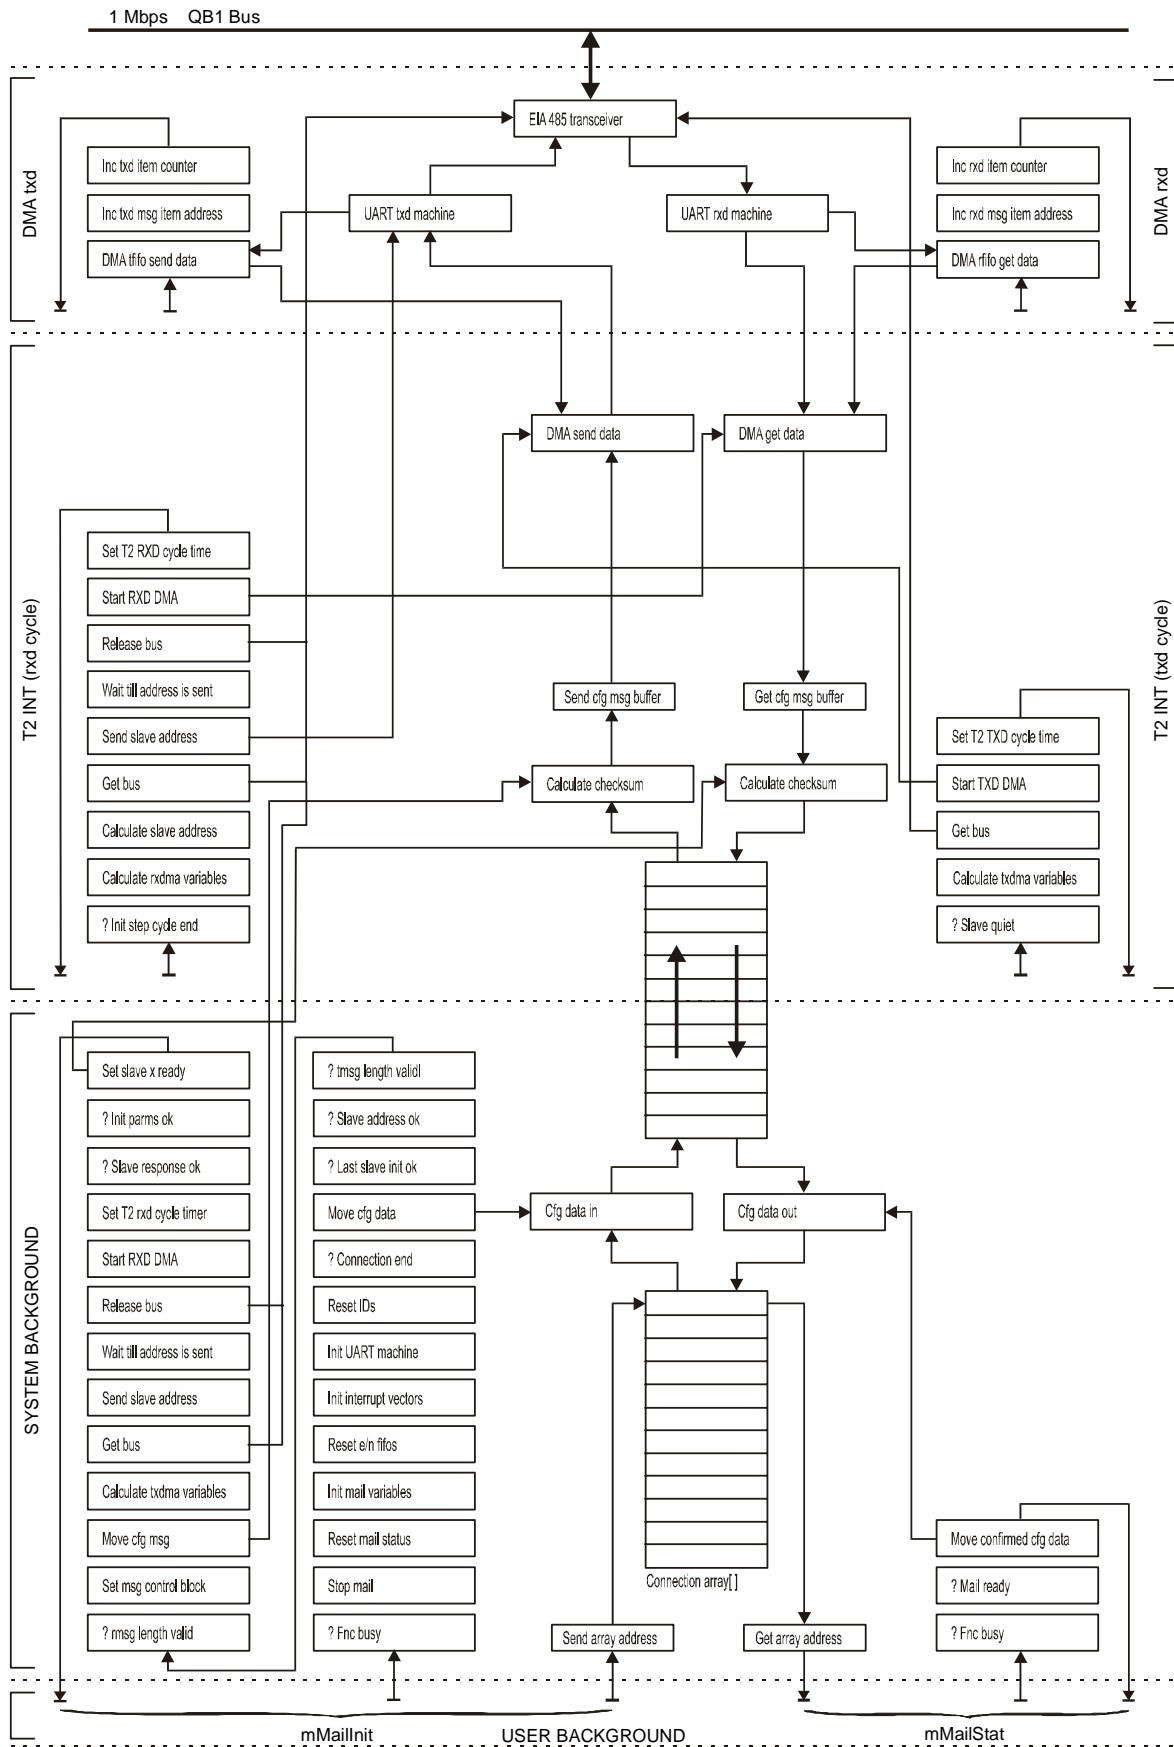 1 Mbps QB1 Bus
DMA txd
DMA rxd
EIA 485 transceiver
Inc txd item counter
Inc txd msg item address
DMA tfifo send data
UART txd machine
UART rxd machine
Inc rxd item counter
Inc rxd msg item address
DMA rfifo get data
T2 INT (rxd cycle)
T2 INT (txd cycle)
DMA send data
DMA get data
Set T2 RXD cycle time
Start RXD DMA
Release bus
Wait till address is sent
Send slave address
Get bus
Calculate slave address
Calculate rxdma variables
? Init step cycle end
Send cfg msg buffer
Get cfg msg buffer
Calculate checksum
Calculate checksum
Set T2 TXD cycle time
Start TXD DMA
Get bus
Calculate txdma variables
? Slave quiet
SYSTEM BACKGROUND
Set slave x ready
? Init parms ok
? Slave response ok
Set T2 rxd cycle timer
Start RXD DMA
Release bus
Wait till address is sent
Send slave address
Get bus
Calculate txdma variables
Move cfg msg
Set msg control block
? rmsg length valid
? tmsg length validl
? Slave address ok
? Last slave init ok
Move cfg data
? Connection end
Reset IDs
Init UART machine
Init interrupt vectors
Reset e/n fifos
Init mail variables
Reset mail status
Stop mail
? Fnc busy
Cfg data in
Cfg data out
Connection array[ ]
Send array address
Get array address
Move confirmed cfg data
? Mail ready
? Fnc busy
mMailInit
USER BACKGROUND
mMailStat